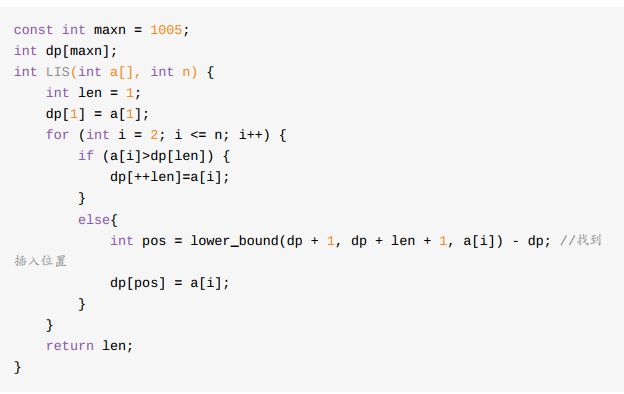 const int maxn = 1005;
int dp[maxn];
int LIS(int a[], int n) {
    int len = 1;
    dp[1] = a[1];
    for (int i = 2; i <= n; i++) {
        if (a[i]>dp[len]) {
            dp[++len]=a[i];
        }
        else{
            int pos = lower_bound(dp + 1, dp + len + 1, a[i]) - dp; //找到
插入位置
            dp[pos] = a[i];
        }
    }
    return len;
}